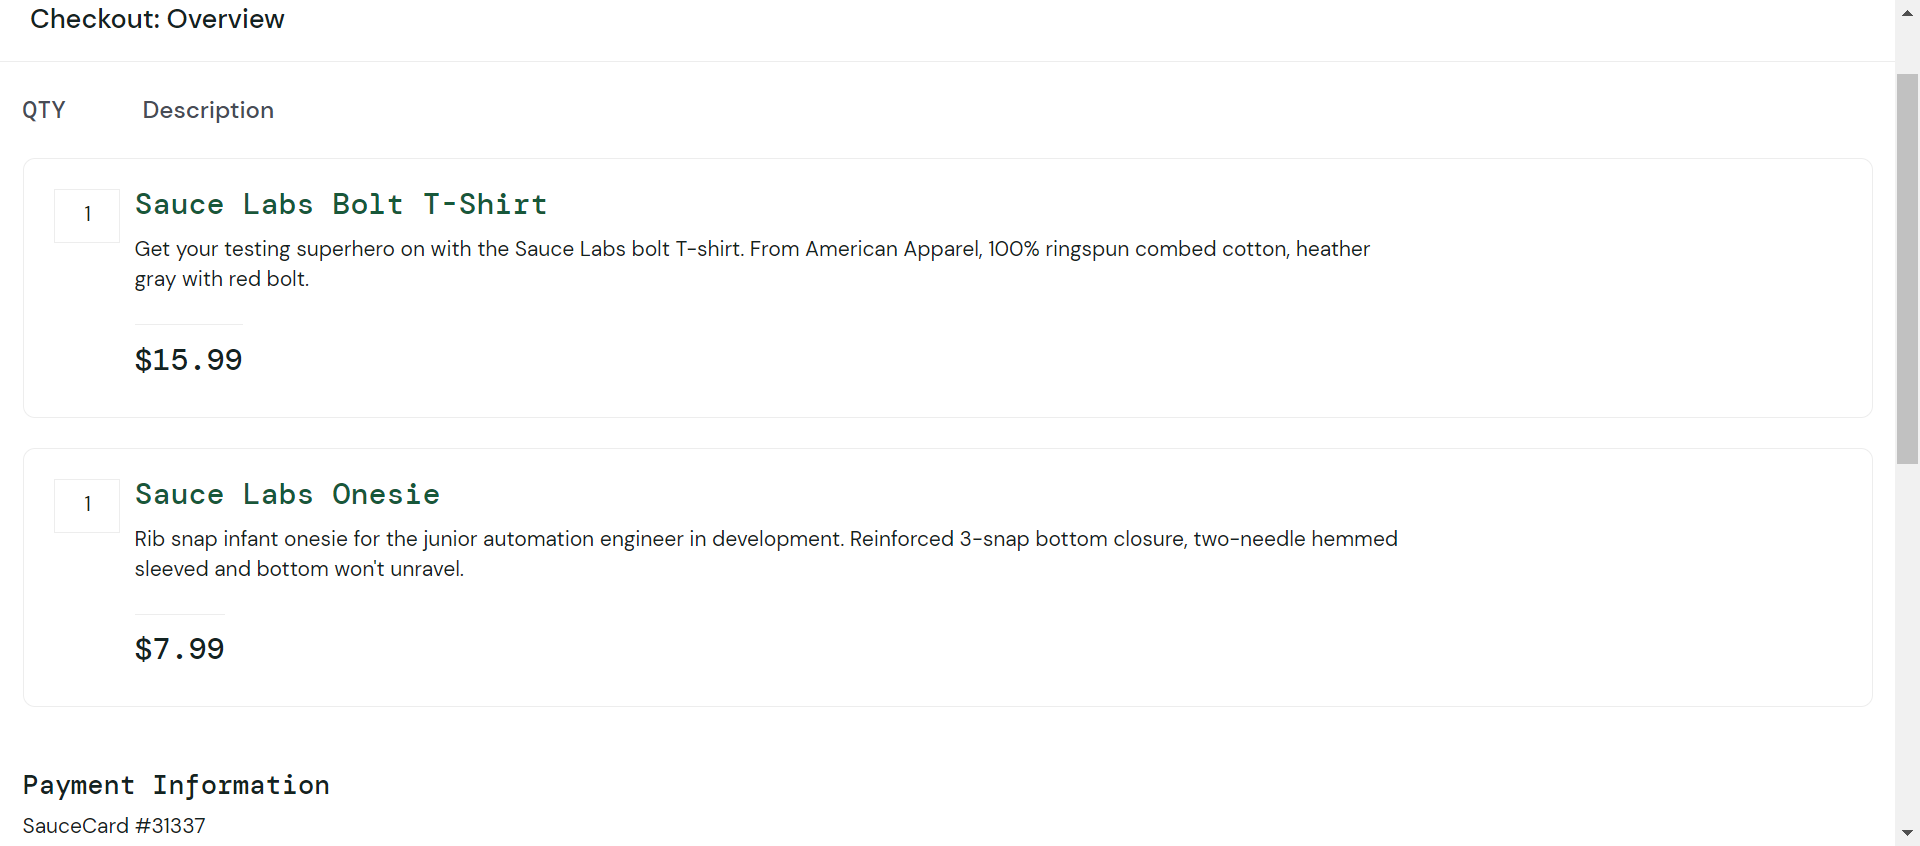 Checkout: Overview
QTY Description
1 Sauce Labs Bolt T-Shirt
Get your testing superhero on with the Sauce Labs bolt T-shirt. From American Apparel, 100% ringspun combed cotton, heather
gray with red bolt.
$15.99
1 Sauce Labs Onesie
Rib snap infant onesie for the junior automation engineer in development. Reinforced 3-snap bottom closure, two-needle hemmed
sleeved and bottom won't unravel.
$7.99
Payment Information
SauceCard #31337